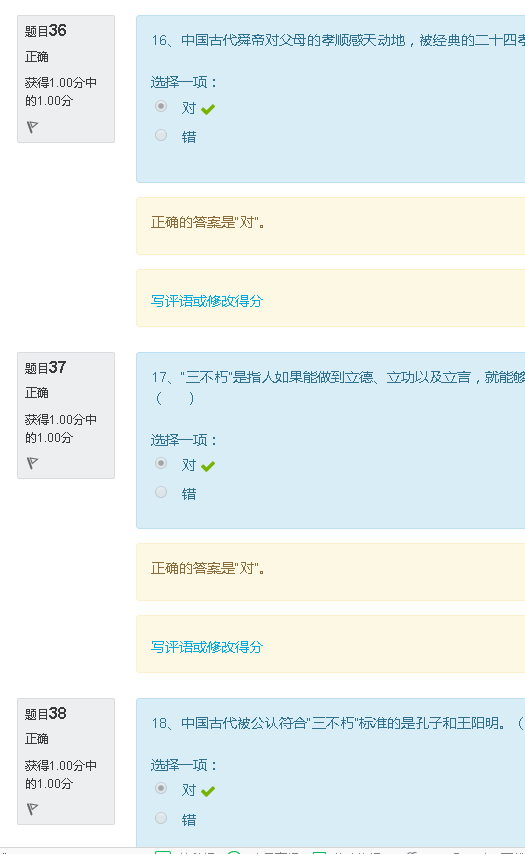 题目36
正确
获得1.00分中
的1.00分
16、中国古代舜帝对父母的孝顺感天动地，被经典的二十四孝
选择一项：
对
错
正确的答案是“对”。
写评语或修改得分
题目37
正确
获得1.00分中
的1.00分
17、“三不朽”是指人如果能做到立德、立功以及立言，就能够
（　　）
选择一项：
对
错
正确的答案是“对”。
写评语或修改得分
题目38
正确
获得1.00分中
的1.00分
18、中国古代被公认符合“三不朽”标准的是孔子和王阳明。（
选择一项：
对
错